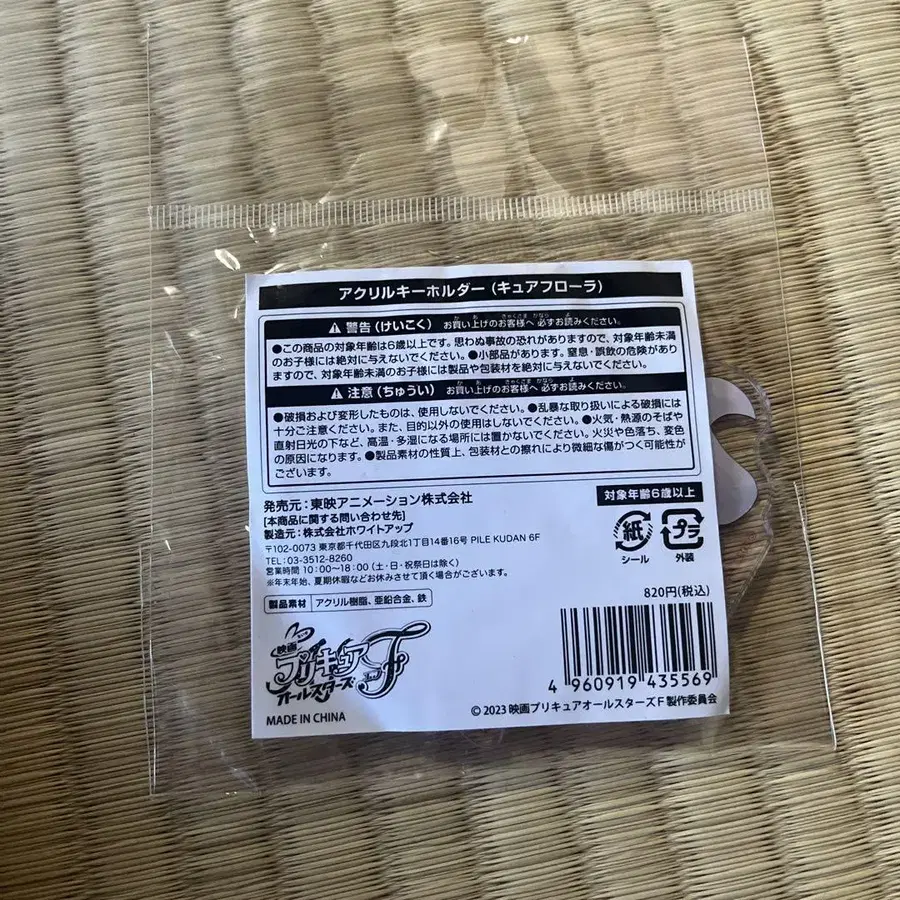 アクリルキーホルダー (キュアフローラ)
⚠ 警告 (けいこく) お買い上げのお客様へ 必ずお読みください。
●この商品の対象年齢は6歳以上です。思わぬ事故の恐れがありますので、対象年齢未満
のお子様には絶対に与えないでください。●小部品があります。窒息・誤飲の危険があり
ますので、対象年齢未満のお子様には製品や包装材を絶対に与えないでください。
⚠ 注意 (ちゅうい) お買い上げのお客様へ 必ずお読みください。
●破損および変形したものは、使用しないでください。●乱暴な取り扱いによる破損には
十分ご注意ください。また、目的以外の使用はしないでください。●火気・熱源のそばや
直射日光の下など、高温・多湿になる場所には置かないでください。火災や色落ち、変色
の原因になります。●製品素材の性質上、包装材との擦れにより微細な傷がつく可能性が
ございます。
発売元:東映アニメーション株式会社
対象年齢6歳以上
[本商品に関する問い合わせ先]
製造元:株式会社ホワイトアップ
〒102-0073 東京都千代田区九段北1丁目14番16号 PILE KUDAN 6F
TEL:03-3512-8260
営業時間 10:00~18:00 (土・日・祝祭日は除く)
※年末年始、夏期休暇などお休みさせて頂く場合がございます。
紙
シール
プラ
外装
製品素材 アクリル樹脂、亜鉛合金、鉄
820円(税込)
映画
プリキュア
オールスターズ
F
4 960919 435569
MADE IN CHINA
© 2023 映画プリキュアオールスターズF 製作委員会